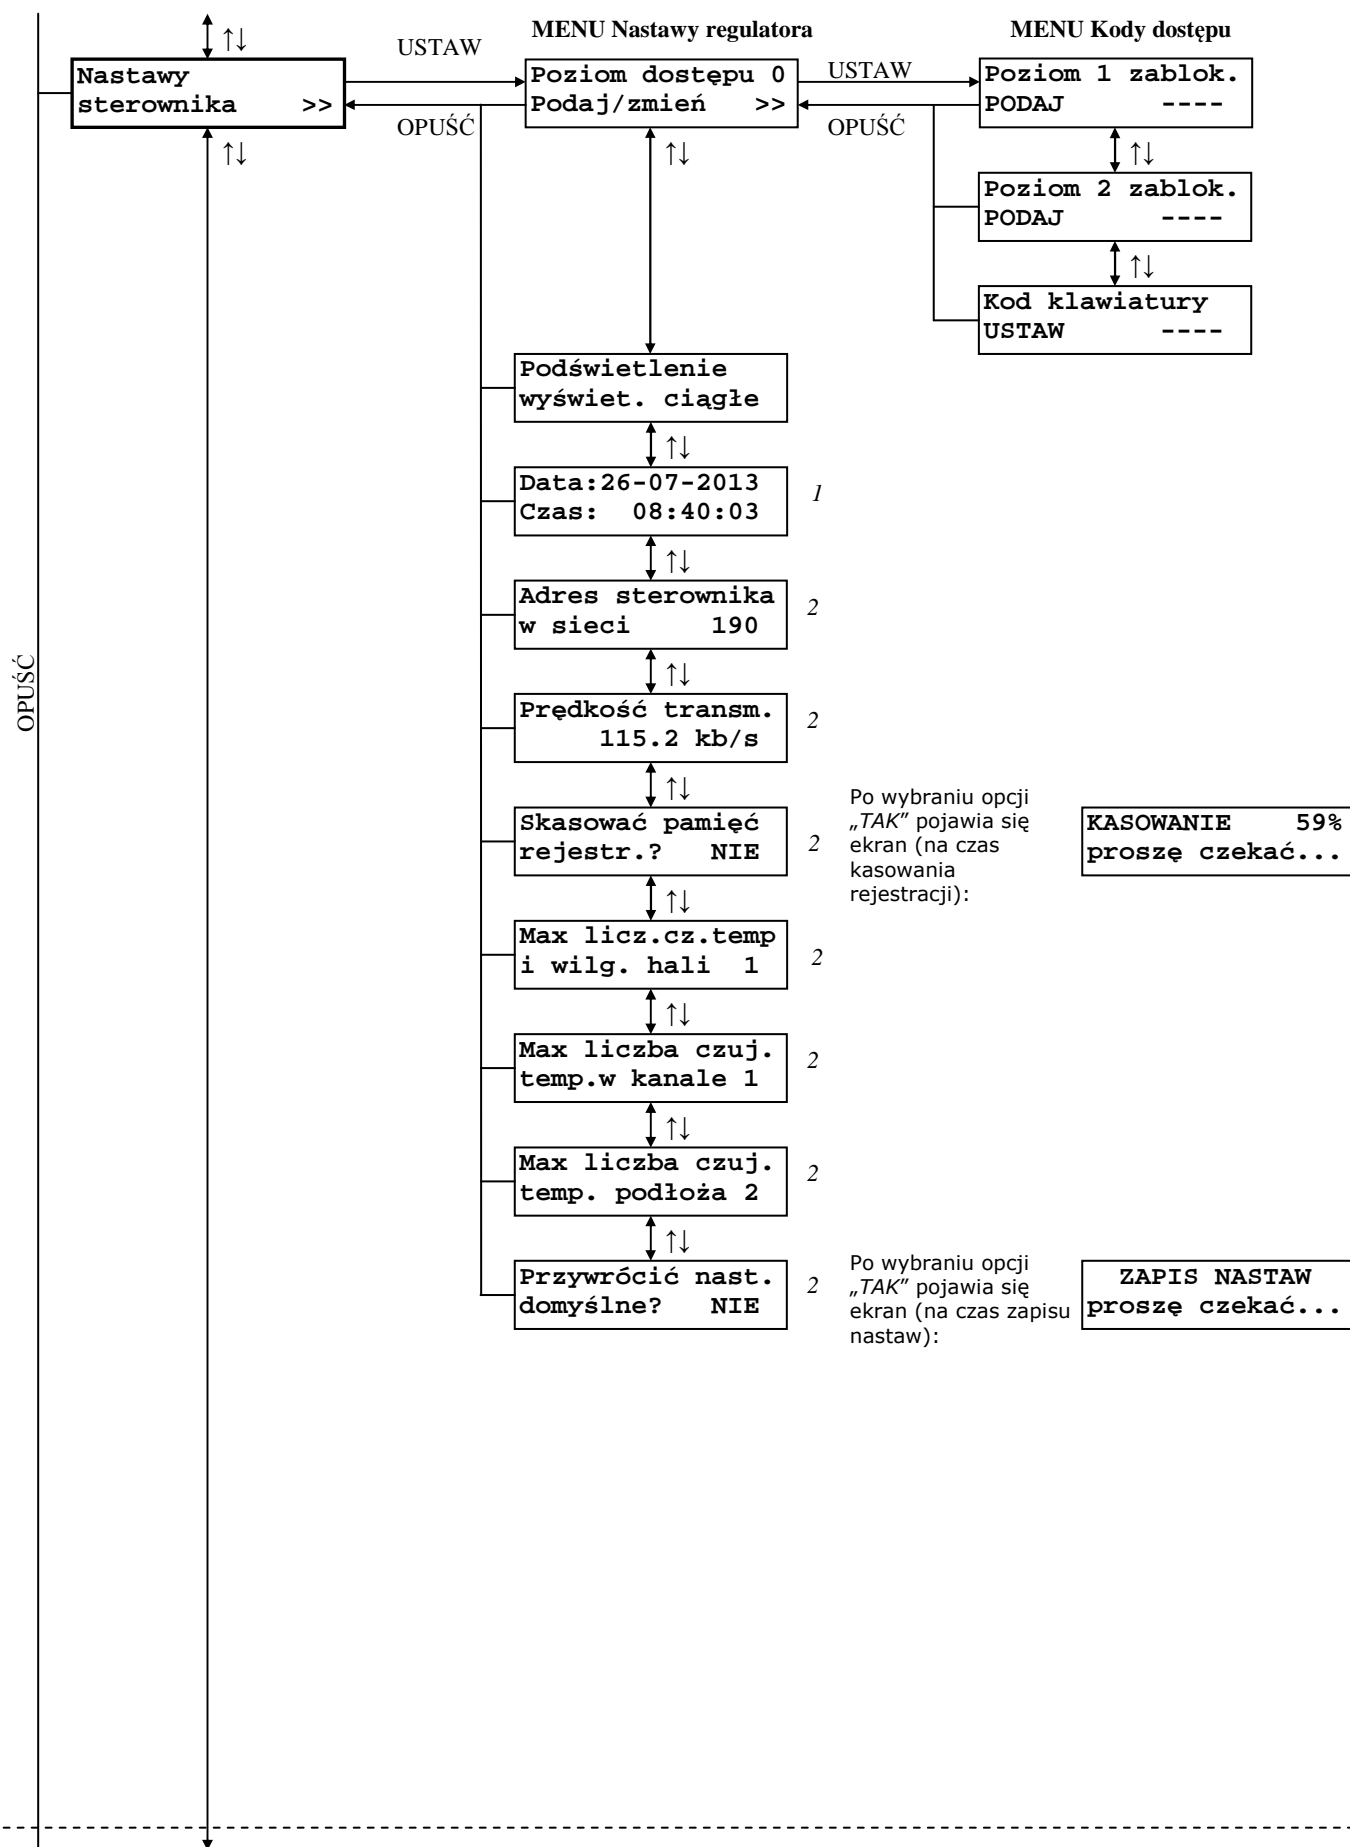 MENU Nastawy regulatora
MENU Kody dostępu
↑↓
USTAW
Nastawy
sterownika >>
Poziom dostępu 0
Podaj/zmień >>
USTAW
Poziom 1 zablok.
PODAJ ----
OPUŚĆ
OPUŚĆ
↑↓
↑↓
↑↓
Poziom 2 zablok.
PODAJ ----
↑↓
Kod klawiatury
USTAW ----
Podświetlenie
wyświet. ciągłe
↑↓
Data:26-07-2013
Czas: 08:40:03
1
↑↓
Adres sterownika
w sieci 190
2
↑↓
OPUŚĆ
Prędkość transm.
115.2 kb/s
2
↑↓
Skasować pamięć
rejestr.? NIE
2
Po wybraniu opcji
„TAK” pojawia się
ekran (na czas
kasowania
rejestracji):
KASOWANIE 59%
proszę czekać...
↑↓
Max licz.cz.temp
i wilg. hali 1
2
↑↓
Max liczba czuj.
temp.w kanale 1
2
↑↓
Max liczba czuj.
temp. podłoża 2
2
↑↓
Przywrócić nast.
domyślne? NIE
2
Po wybraniu opcji
„TAK” pojawia się
ekran (na czas zapisu
nastaw):
ZAPIS NASTAW
proszę czekać...